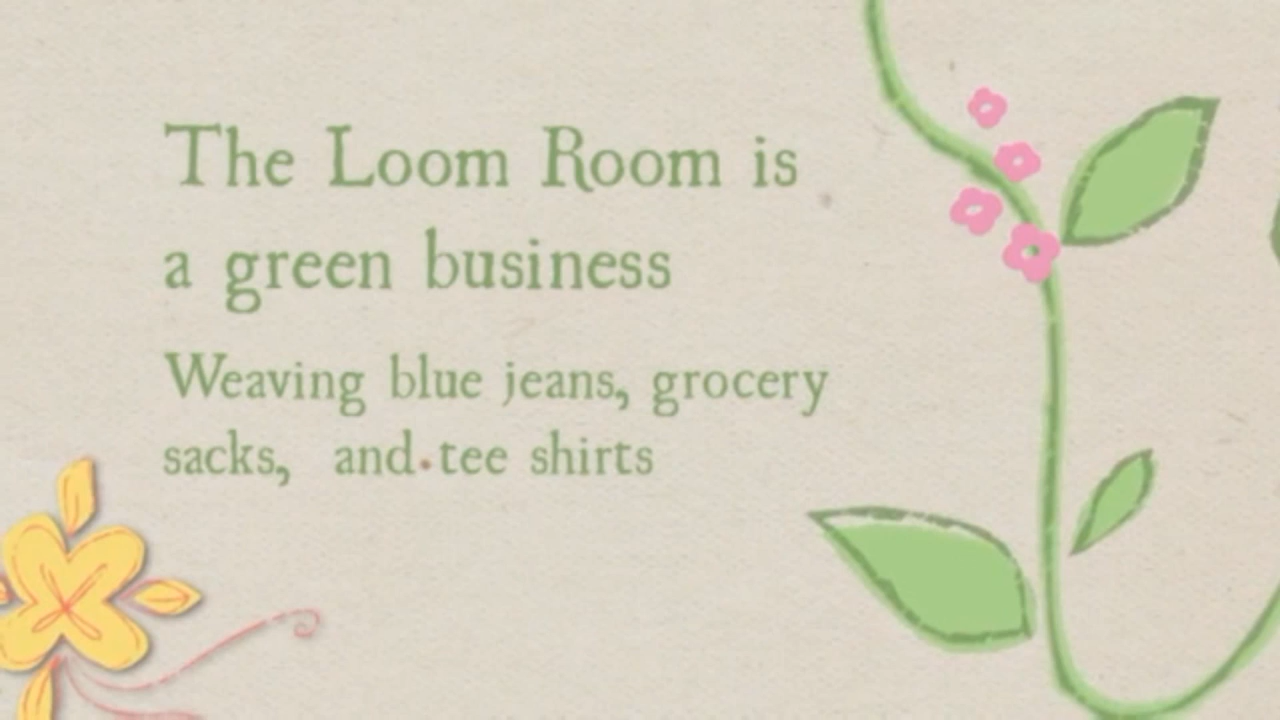 The Loom Room is
a green business
Weaving blue jeans, grocery
sacks, and tee shirts